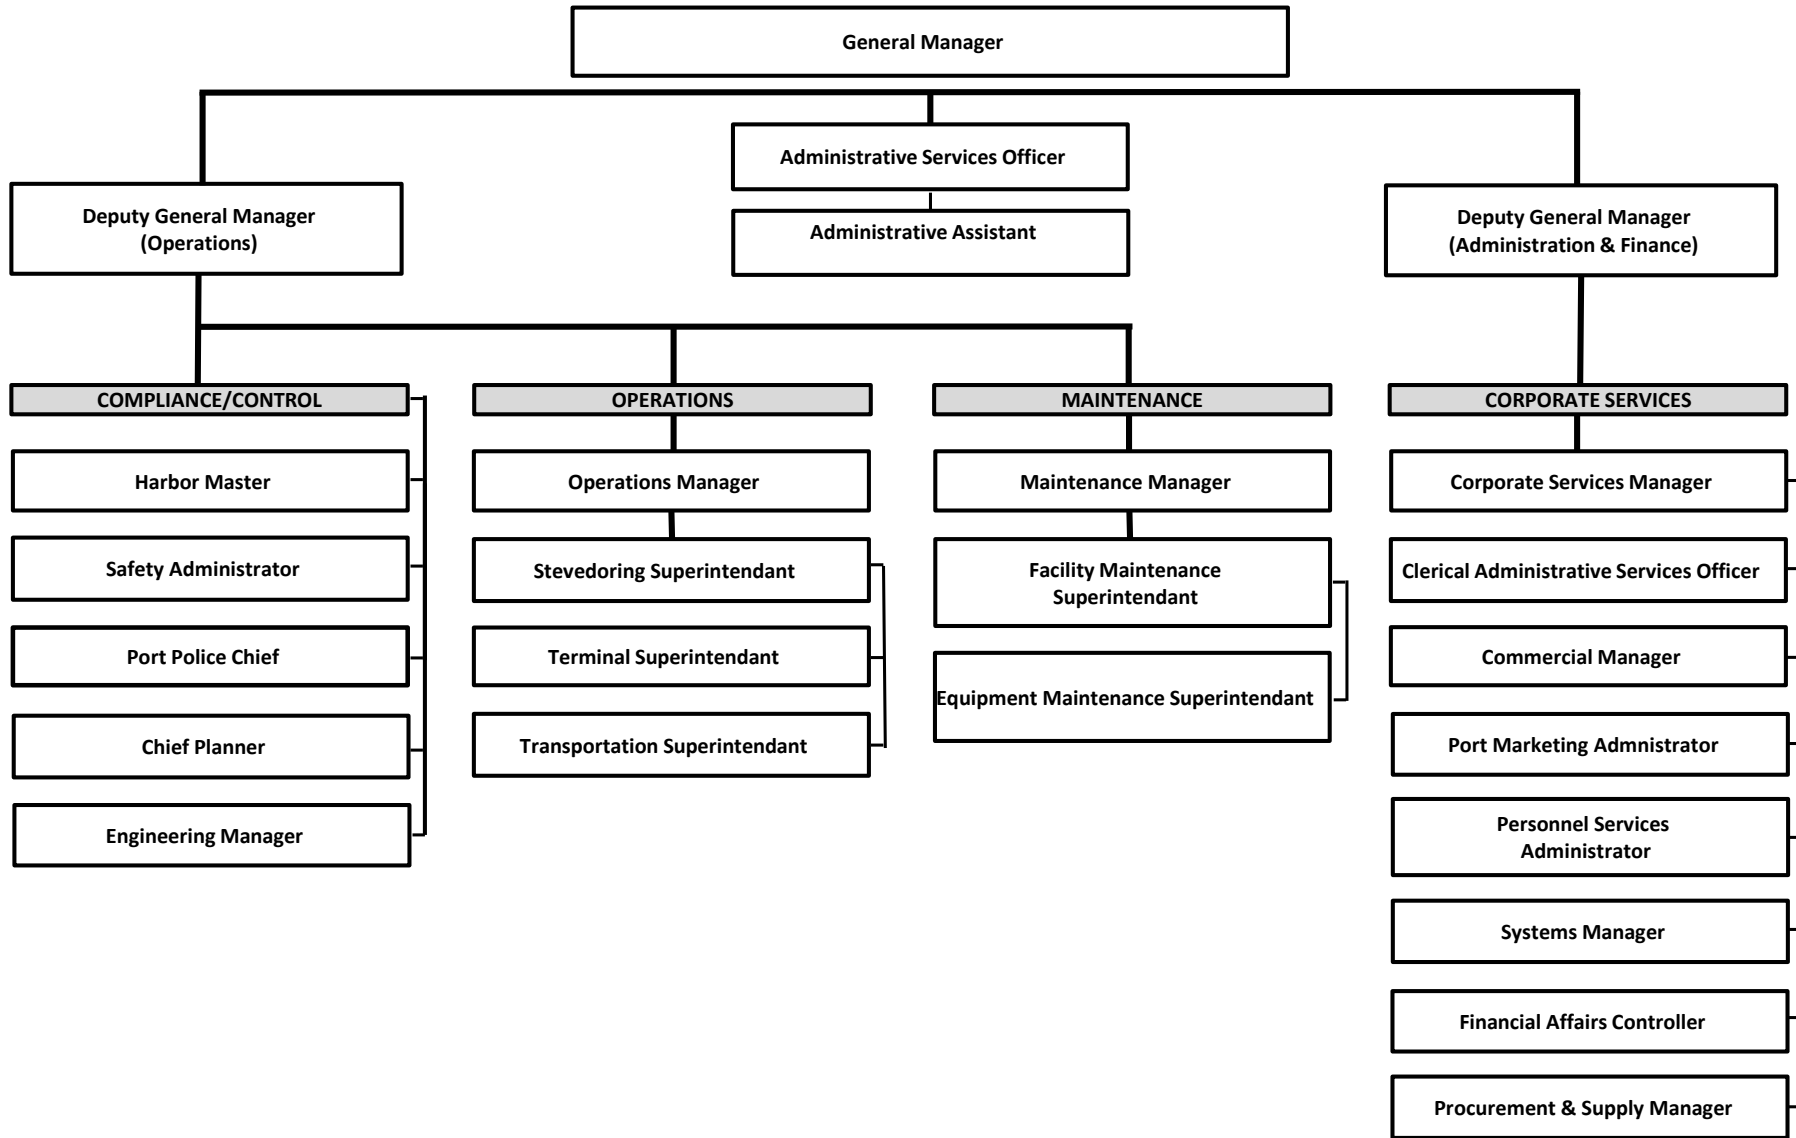 General Manager
Administrative Services Officer
Deputy General Manager
(Operations)
Administrative Assistant
Deputy General Manager
(Administration & Finance)
COMPLIANCE/CONTROL
Harbor Master
Safety Administrator
Port Police Chief
Chief Planner
Engineering Manager
OPERATIONS
Operations Manager
Stevedoring Superintendant
Terminal Superintendant
Transportation Superintendant
MAINTENANCE
Maintenance Manager
Facility Maintenance
Superintendant
Equipment Maintenance Superintendant
CORPORATE SERVICES
Corporate Services Manager
Clerical Administrative Services Officer
Commercial Manager
Port Marketing Admnistrator
Personnel Services
Administrator
Systems Manager
Financial Affairs Controller
Procurement & Supply Manager